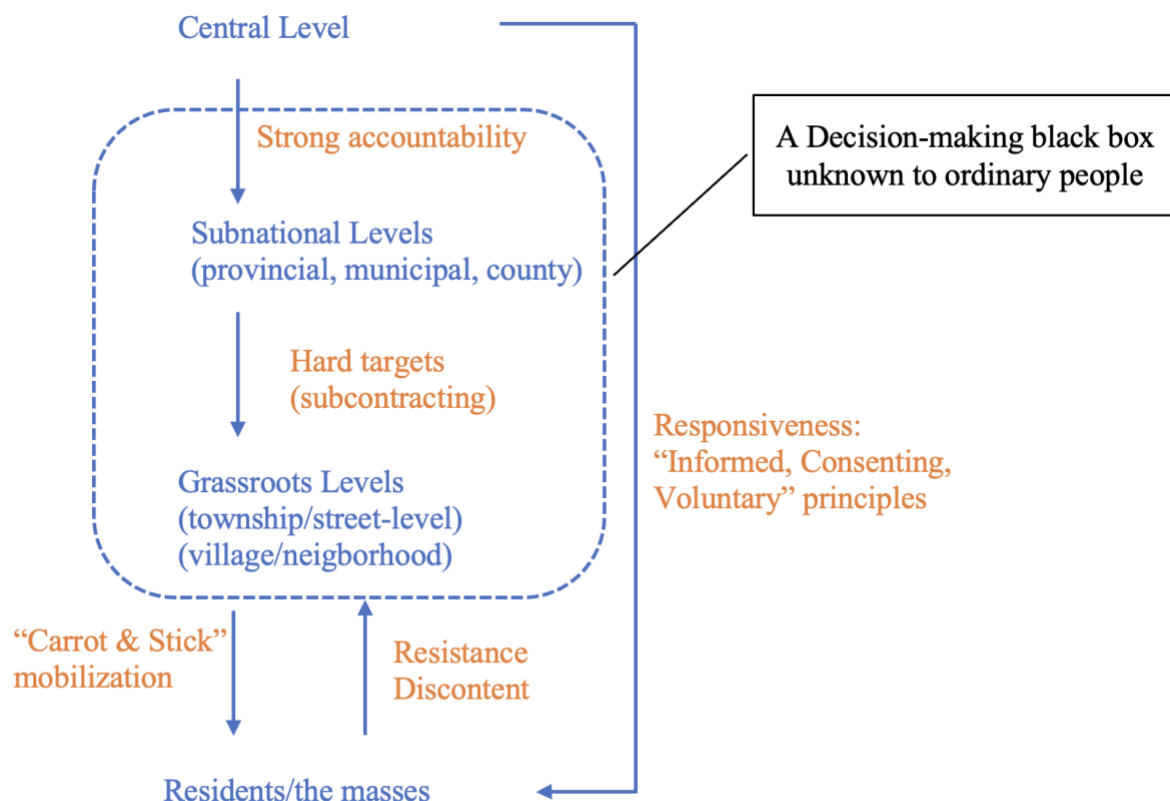 Central Level
Strong accountability
A Decision-making black box
unknown to ordinary people
Subnational Levels
(provincial, municipal, county)
Hard targets
(subcontracting)
Responsiveness:
“Informed, Consenting,
Voluntary” principles
Grassroots Levels
(township/street-level)
(village/neigborhood)
“Carrot & Stick”
mobilization
Resistance
Discontent
Residents/the masses